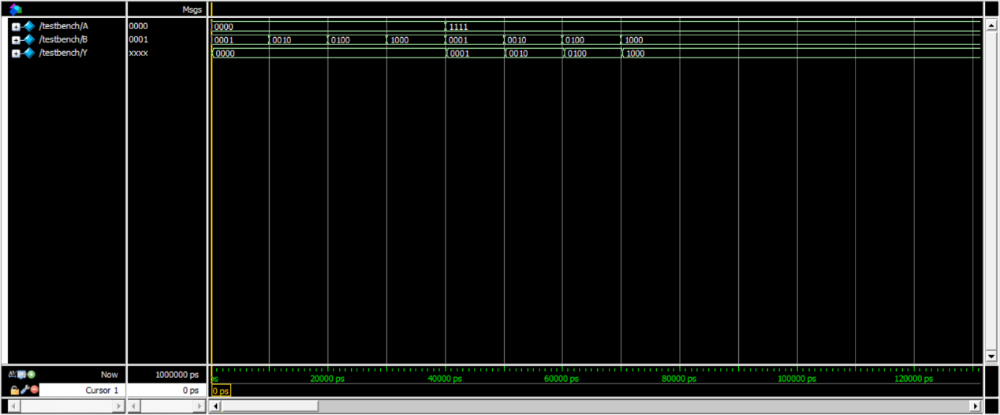 Msgs
/testbench/A 0000 0000 1111
/testbench/B 0001 0001 0010 0100 1000 0001 0010 0100 1000
/testbench/Y xxxx 0000 0001 0010 0100 1000
Now 1000000 ps ps 20000 ps 40000 ps 60000 ps 80000 ps 100000 ps 120000 ps
Cursor 1 0 ps 0 ps